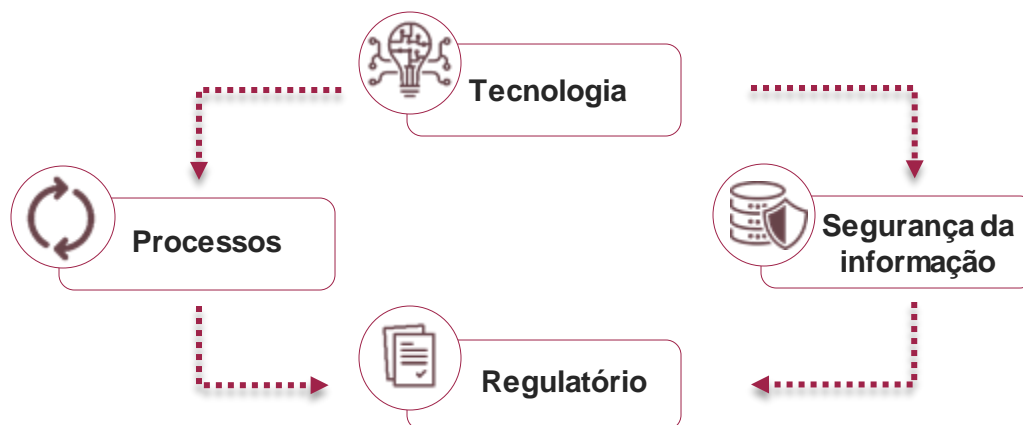 Tecnologia
Processos
Segurança da
informação
Regulatório